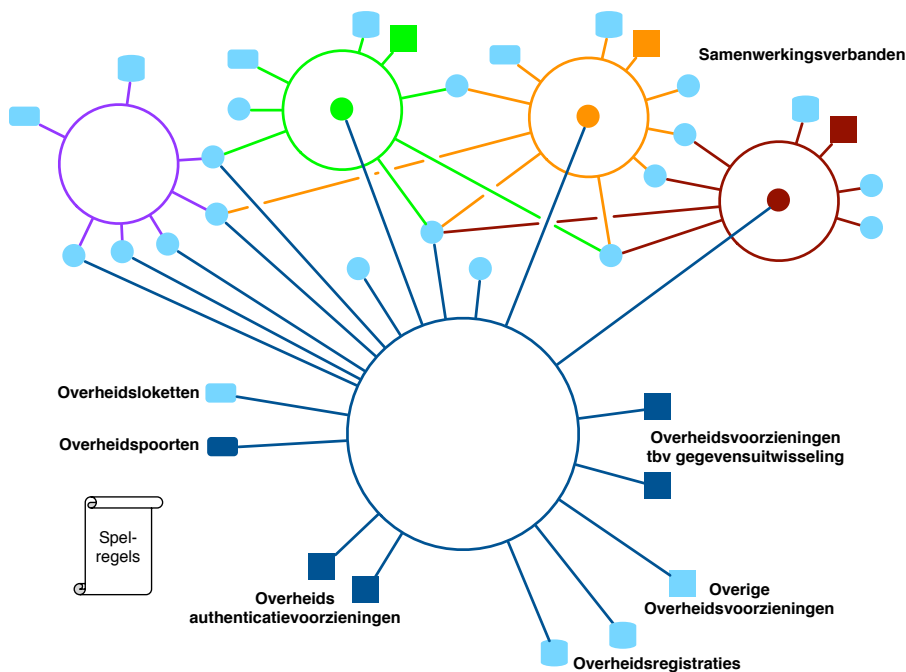 Samenwerkingsverbanden
Overheidsloketten
Overheidspoorten
Overheidsvoorzieningen
tbv gegevensuitwisseling
Spel-
regels
Overheids
authenticatievoorzieningen
Overige
Overheidsvoorzieningen
Overheidsregistraties